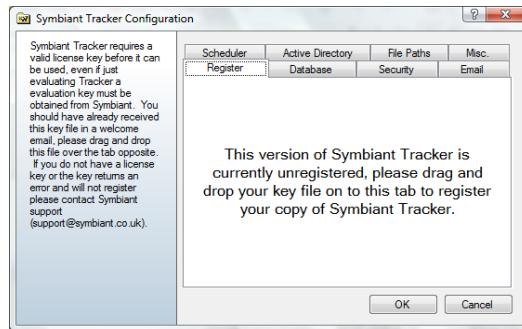 Symbiant Tracker Configuration
Symbiant Tracker requires a
valid license key before it can
be used, even if just
evaluating Tracker a
evaluation key must be
obtained from Symbiant. You
should have already received
this key file in a welcome
email, please drag and drop
this file over the tab opposite.
If you do not have a license
key or the key returns an
error and will not register
please contact Symbiant
support
(support@symbiant.co.uk).
Scheduler Active Directory File Paths Misc.
Register Database Security Email
This version of Symbiant Tracker is
currently unregistered, please drag and
drop your key file on to this tab to register
your copy of Symbiant Tracker.
OK Cancel